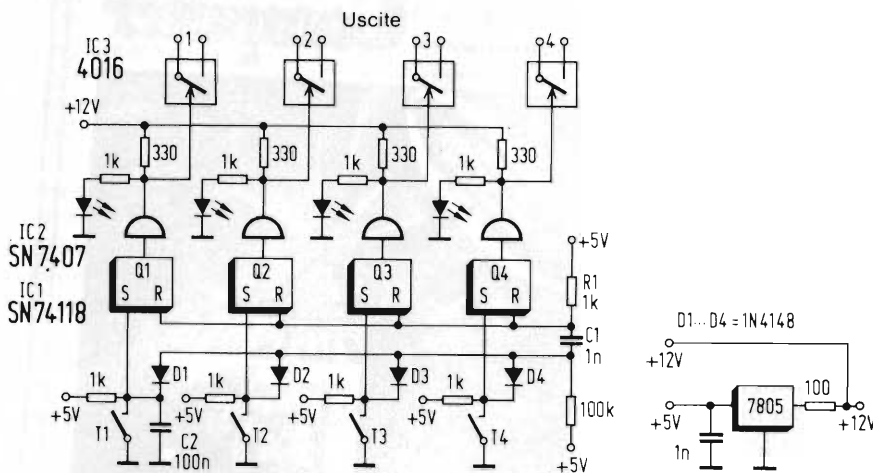 Uscite
1 2 3 4
IC3
4016
+12V
330 330 330 330
1k 1k 1k 1k
IC2
SN7407
IC1
SN74118
Q1 Q2 Q3 Q4
S R S R S R S R
+5V
R1
1k
C1
1n
D1 D2 D3 D4
1k 1k 1k 1k
+5V +5V +5V +5V
T1 T2 T3 T4
C2
100n
100k
+5V
D1...D4 = 1N4148
+12V
+5V 7805 100 +12V
1n